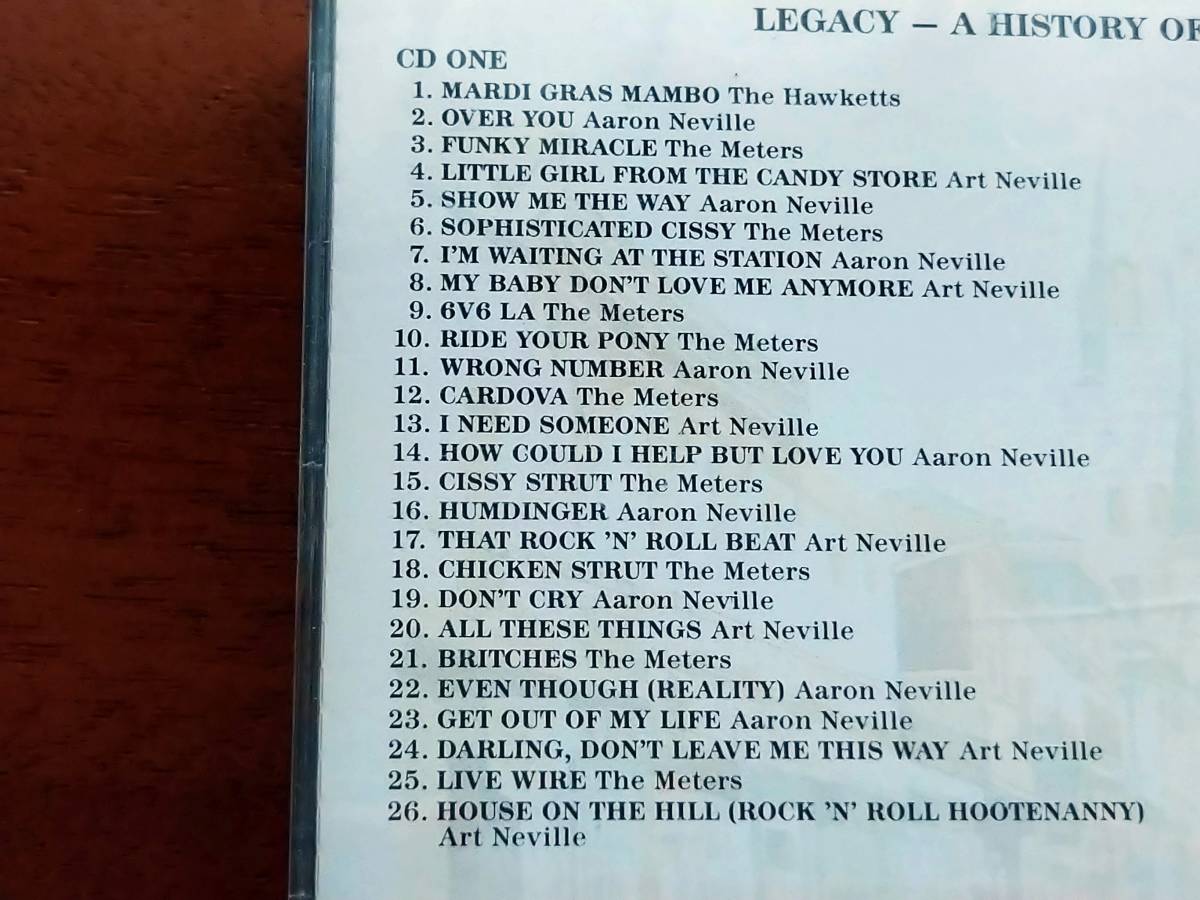 LEGACY – A HISTORY OF
CD ONE
1. MARDI GRAS MAMBO The Hawketts
2. OVER YOU Aaron Neville
3. FUNKY MIRACLE The Meters
4. LITTLE GIRL FROM THE CANDY STORE Art Neville
5. SHOW ME THE WAY Aaron Neville
6. SOPHISTICATED CISSY The Meters
7. I'M WAITING AT THE STATION Aaron Neville
8. MY BABY DON'T LOVE ME ANYMORE Art Neville
9. 6V6 LA The Meters
10. RIDE YOUR PONY The Meters
11. WRONG NUMBER Aaron Neville
12. CARDOVA The Meters
13. I NEED SOMEONE Art Neville
14. HOW COULD I HELP BUT LOVE YOU Aaron Neville
15. CISSY STRUT The Meters
16. HUMDINGER Aaron Neville
17. THAT ROCK 'N' ROLL BEAT Art Neville
18. CHICKEN STRUT The Meters
19. DON'T CRY Aaron Neville
20. ALL THESE THINGS Art Neville
21. BRITCHES The Meters
22. EVEN THOUGH (REALITY) Aaron Neville
23. GET OUT OF MY LIFE Aaron Neville
24. DARLING, DON'T LEAVE ME THIS WAY Art Neville
25. LIVE WIRE The Meters
26. HOUSE ON THE HILL (ROCK 'N' ROLL HOOTENANNY)
Art Neville